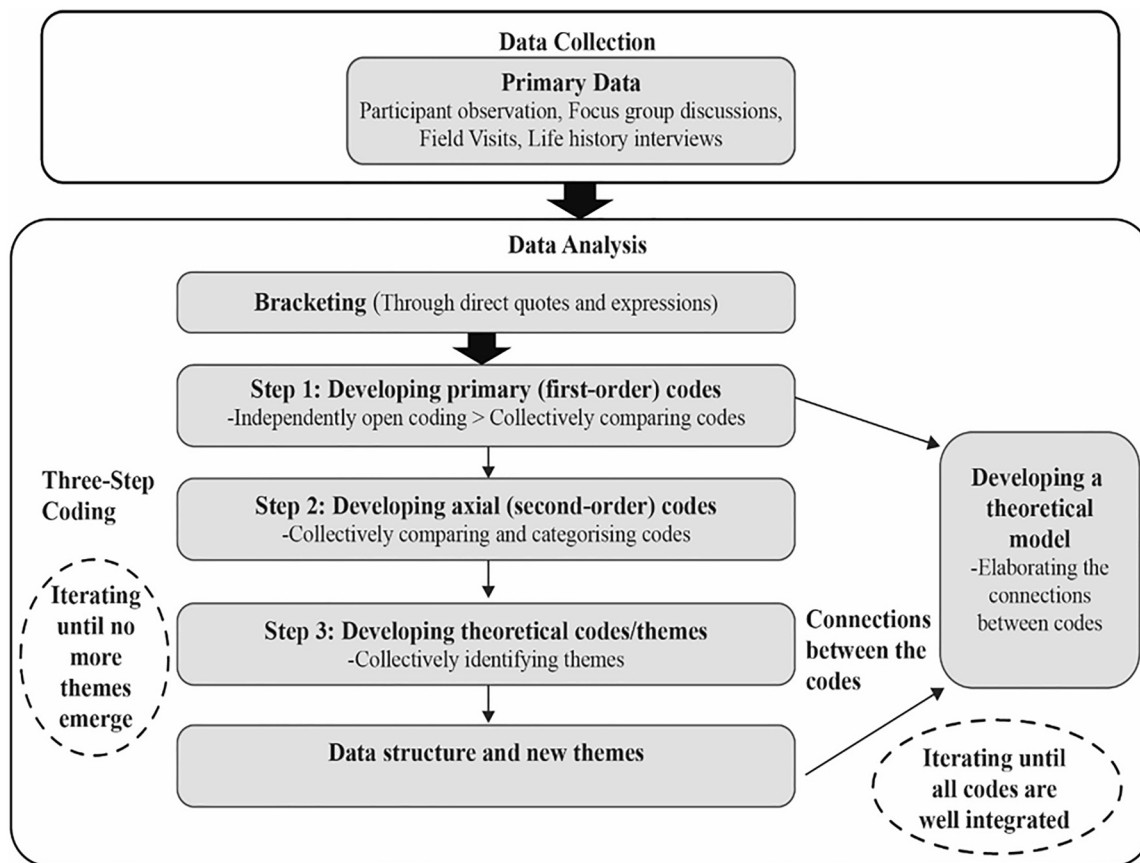 Data Collection
Primary Data
Participant observation, Focus group discussions,
Field Visits, Life history interviews
Data Analysis
Bracketing (Through direct quotes and expressions)
Step 1: Developing primary (first-order) codes
-Independently open coding > Collectively comparing codes
Three-Step
Coding
Step 2: Developing axial (second-order) codes
-Collectively comparing and categorising codes
Iterating
until no
more
themes
emerge
Step 3: Developing theoretical codes/themes
-Collectively identifying themes
Data structure and new themes
Connections
between the
codes
Developing a
theoretical
model
-Elaborating the
connections
between codes
Iterating until
all codes are
well integrated